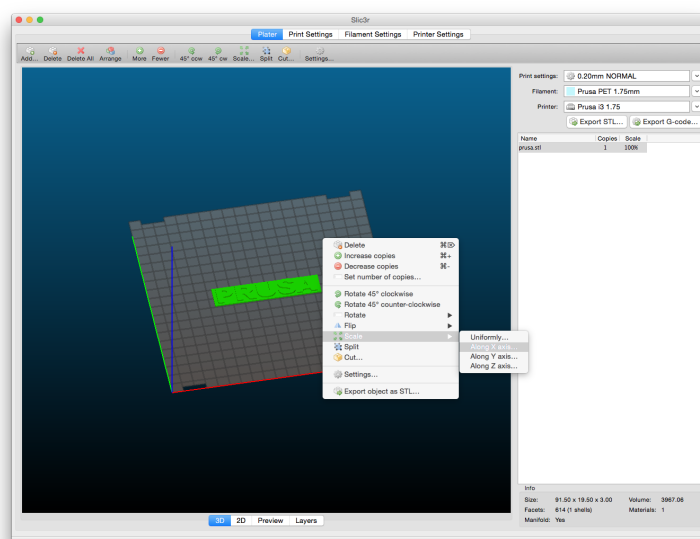 Slic3r
Plater Print Settings Filament Settings Printer Settings
Add... Delete Delete All Arrange More Fewer 45° ccw 45° cw Scale... Split Cut... Settings...
Print settings: 0.20mm NORMAL
Filament: Prusa PET 1.75mm
Printer: Prusa i3 1.75
Export STL... Export G-code...
Name Copies Scale
prusa.stl 1 100%
PRUSA
Delete ⌘⌦
Increase copies ⌘+
Decrease copies ⌘-
Set number of copies...
Rotate 45° clockwise
Rotate 45° counter-clockwise
Rotate
Flip
Scale
Split
Cut...
Settings...
Export object as STL...
Uniformly...
Along X axis...
Along Y axis...
Along Z axis...
Info
Size: 91.50 x 19.50 x 3.00 Volume: 3967.06
Facets: 614 (1 shells) Materials: 1
Manifold: Yes
3D 2D Preview Layers